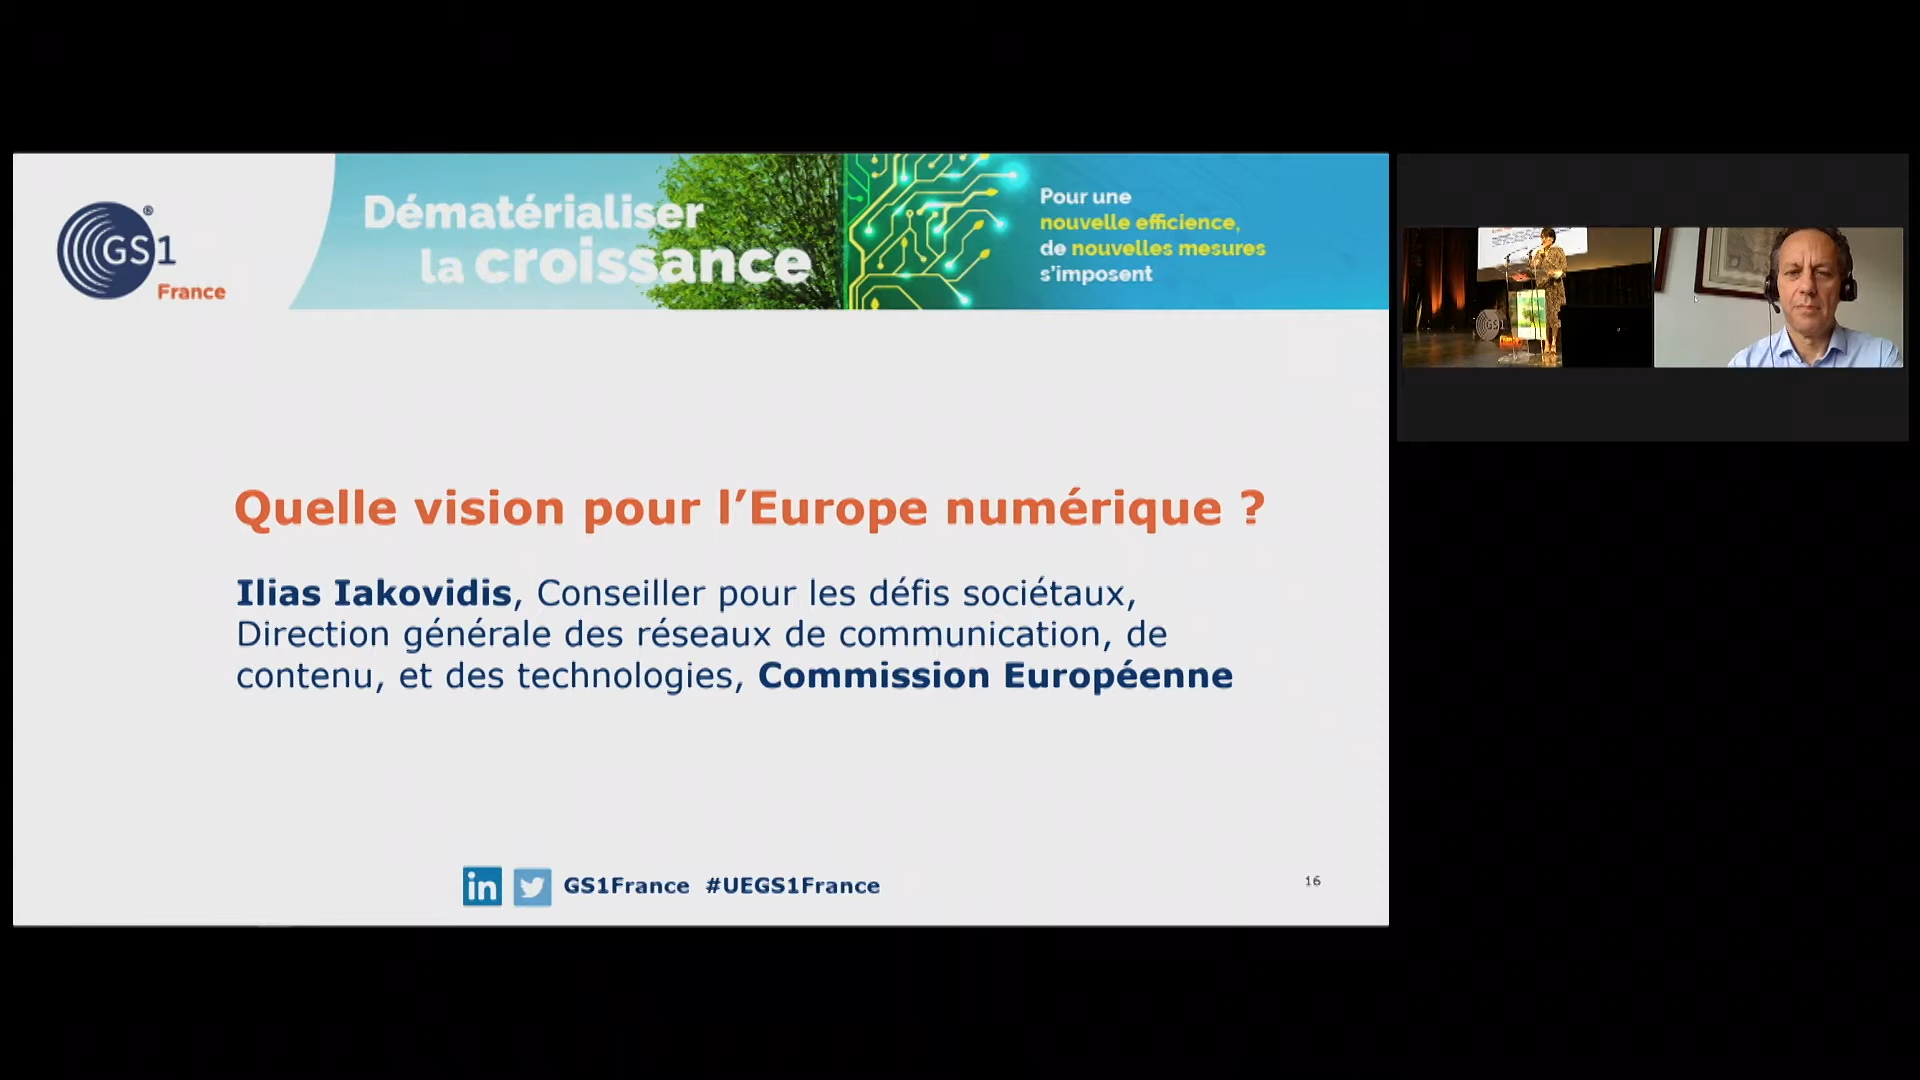 GS1
®
France
Dématérialiser
la croissance
Pour une
nouvelle efficience,
de nouvelles mesures
s'imposent
Quelle vision pour l’Europe numérique ?
Ilias Iakovidis, Conseiller pour les défis sociétaux,
Direction générale des réseaux de communication, de
contenu, et des technologies, Commission Européenne
in
GS1France #UEGS1France
16
GS1